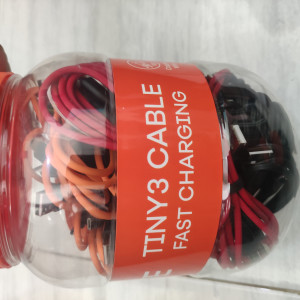 TINY3 CABLE
FAST CHARGING